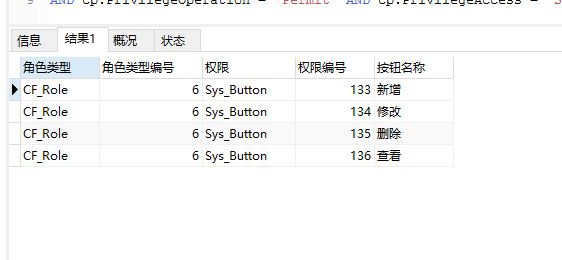 9 AND cp.PrivilegeOperation = 'Permit' AND cp.PrivilegeAccess = 'S
信息 结果1 概况 状态
角色类型 角色类型编号 权限 权限编号 按钮名称
CF_Role 6 Sys_Button 133 新增
CF_Role 6 Sys_Button 134 修改
CF_Role 6 Sys_Button 135 删除
CF_Role 6 Sys_Button 136 查看